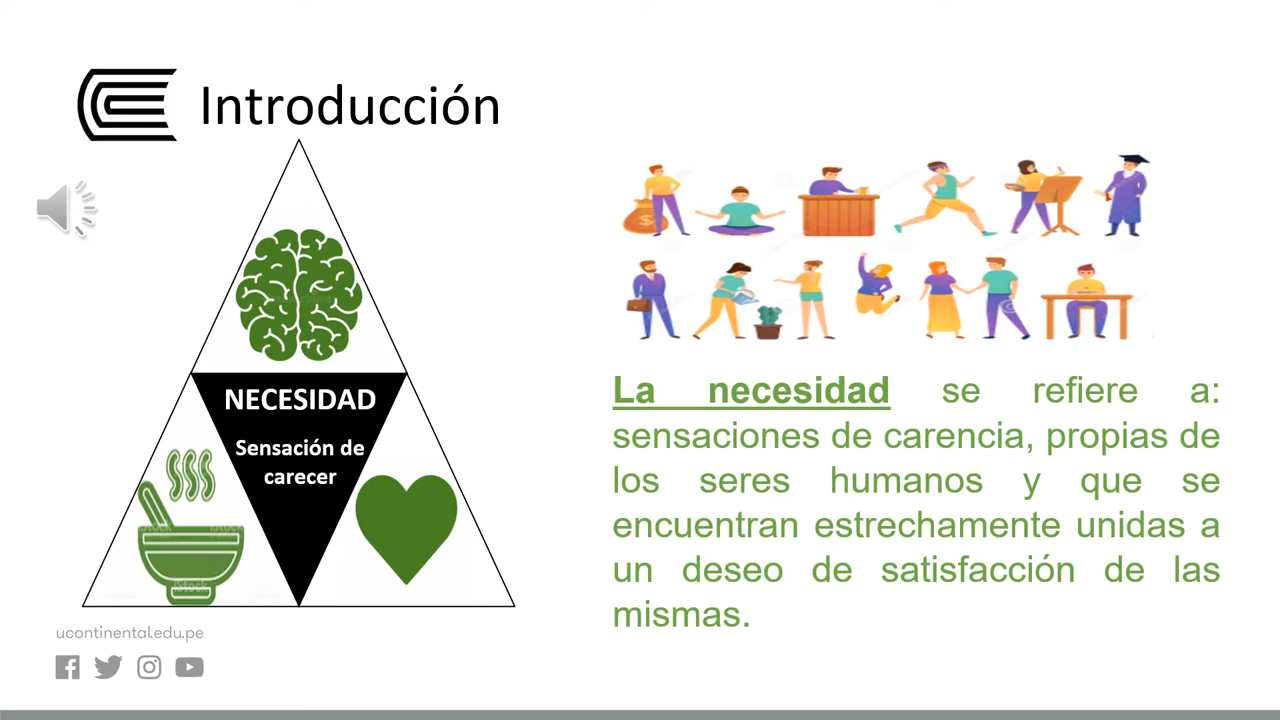 Introducción
NECESIDAD
Sensación de
carecer
La necesidad se refiere a:
sensaciones de carencia, propias de
los seres humanos y que se
encuentran estrechamente unidas a
un deseo de satisfacción de las
mismas.
iStock
ucontinental.edu.pe